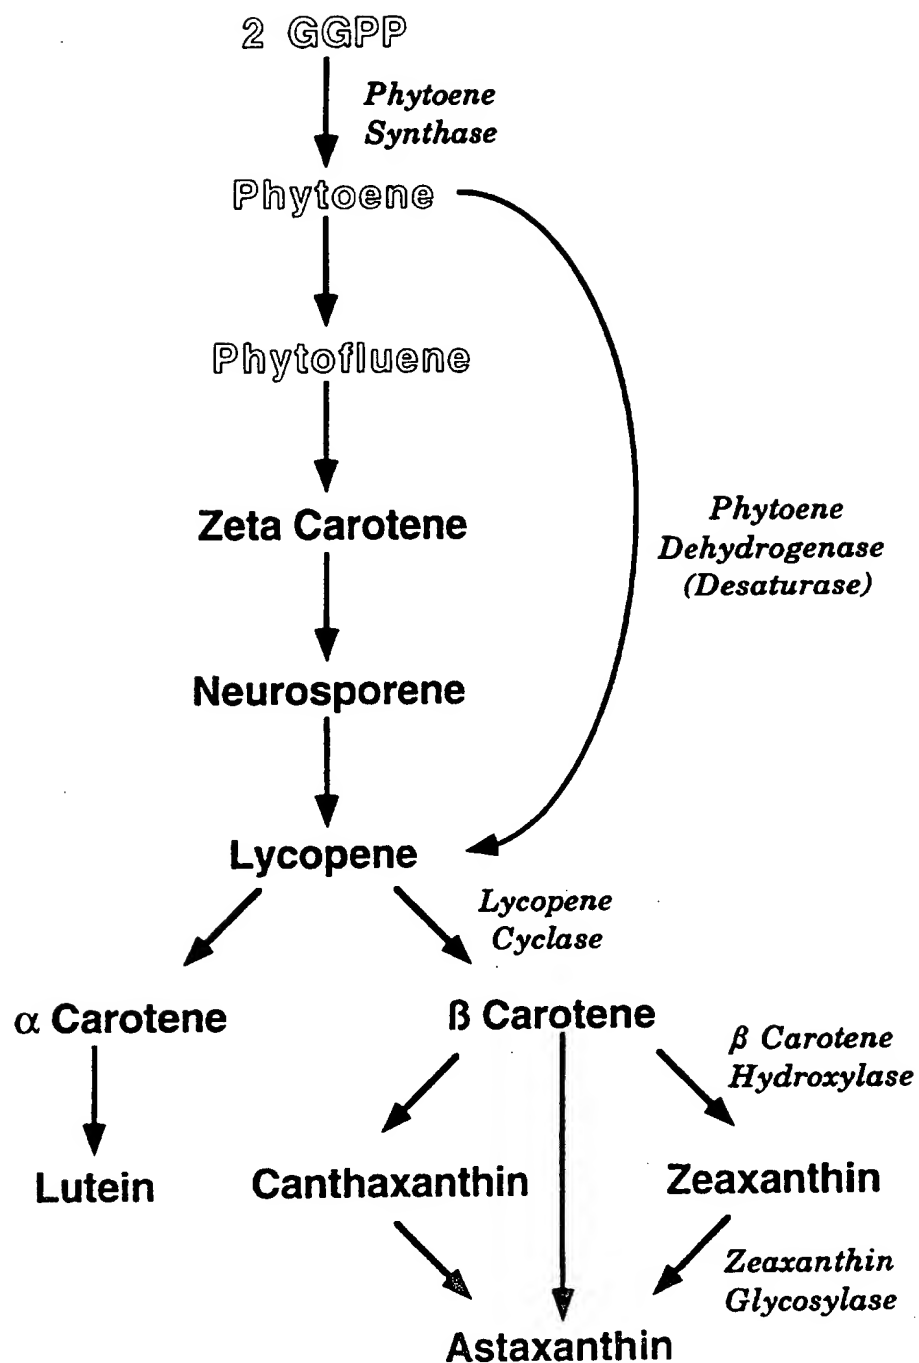 2 GGPP
Phytoene
Synthase
Phytoene
Phytofluene
Zeta Carotene
Phytoene
Dehydrogenase
(Desaturase)
Neurosporene
Lycopene
Lycopene
Cyclase
α Carotene
ß Carotene
β Carotene
Hydroxylase
Lutein
Canthaxanthin
Zeaxanthin
Zeaxanthin
Glycosylase
Astaxanthin